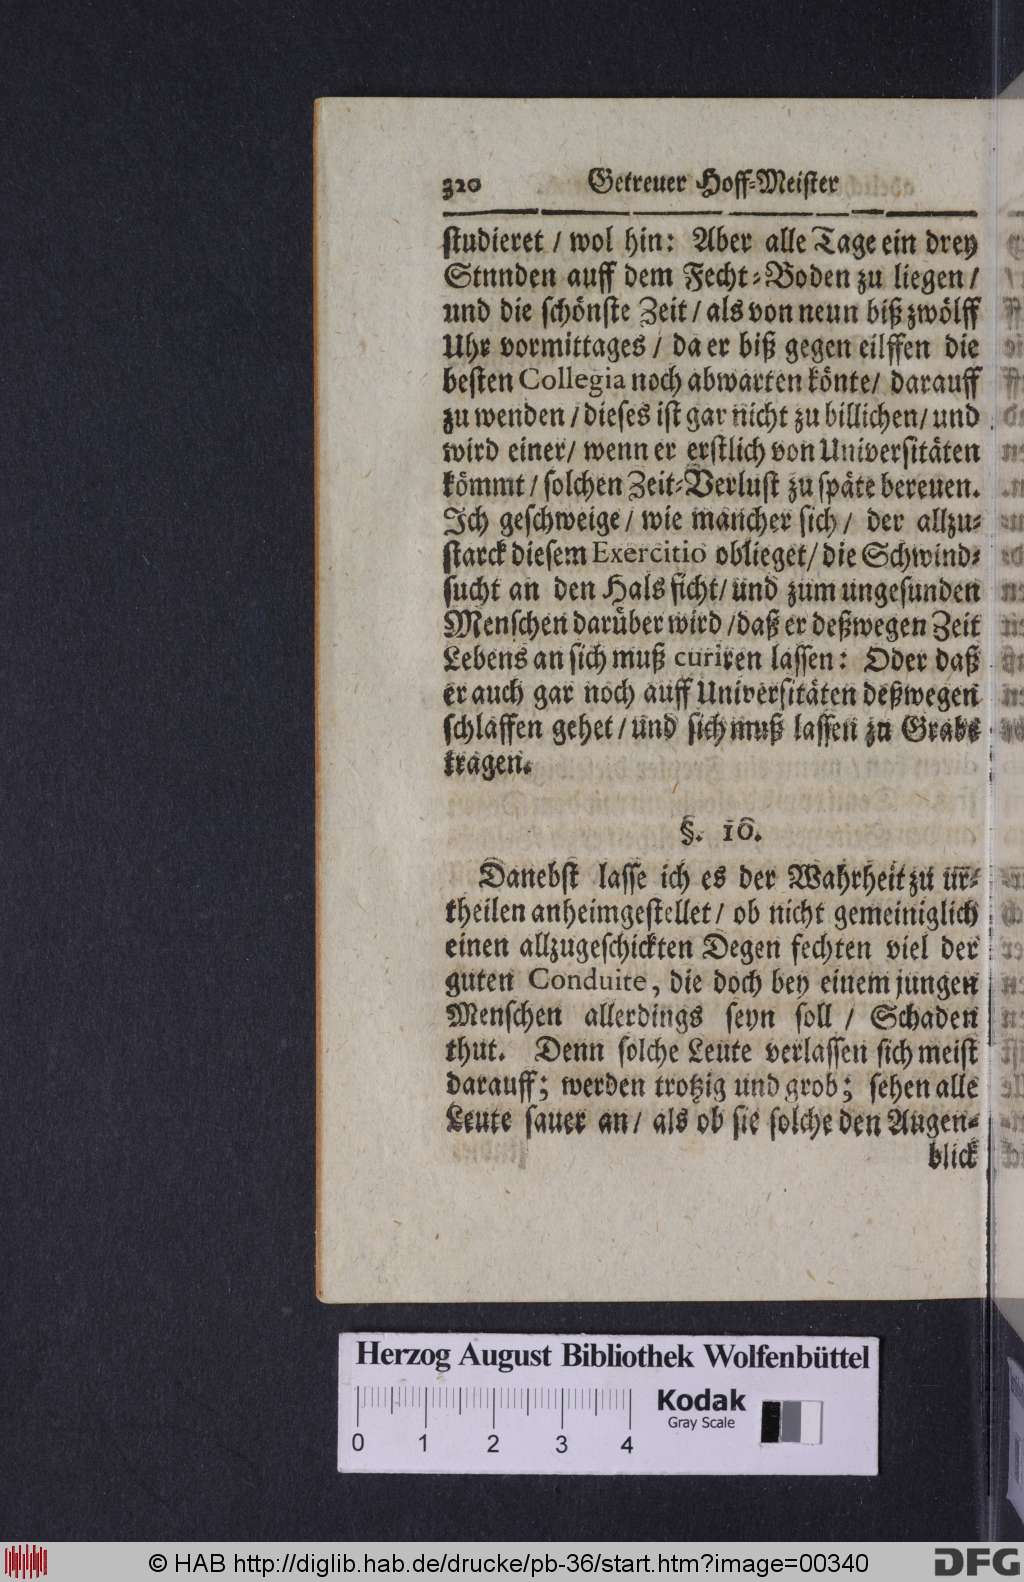 320 Getreuer Hoff-Meister
studieret / wol hin: Aber alle Tage ein drey
Stnnden auff dem Fecht-Boden zu liegen /
und die schönste Zeit / als von neun biß zwölff
Uhr vormittages / da er biß gegen eilffen die
besten Collegia noch abwarten könte / darauff
zu wenden / dieses ist gar nicht zu billichen / und
wird einer / wenn er erstlich von Universitäten
kömmt / solchen Zeit-Verlust zu späte bereuen.
Ich geschweige / wie mancher sich / der allzu-
starck diesem Exercitio oblieget / die Schwind-
sucht an den Hals ficht / und zum ungesunden
Menschen darüber wird / daß er deßwegen Zeit
Lebens an sich muß curiren lassen: Oder daß
er auch gar noch auff Universitäten deßwegen
schlaffen gehet / und sich muß lassen zu Grabe
tragen.
§. 10.
Danebst lasse ich es der Wahrheit zu ur-
theilen anheimgestellet / ob nicht gemeiniglich
einen allzugeschickten Degen fechten viel der
guten Conduite, die doch bey einem jungen
Menschen allerdings seyn soll / Schaden
thut. Denn solche Leute verlassen sich meist
darauff; werden trotzig und grob; sehen alle
Leute sauer an / als ob sie solche den Augen-
blick
Herzog August Bibliothek Wolfenbüttel
Kodak
Gray Scale
0 1 2 3 4
© HAB http://diglib.hab.de/drucke/pb-36/start.htm?image=00340
DFG